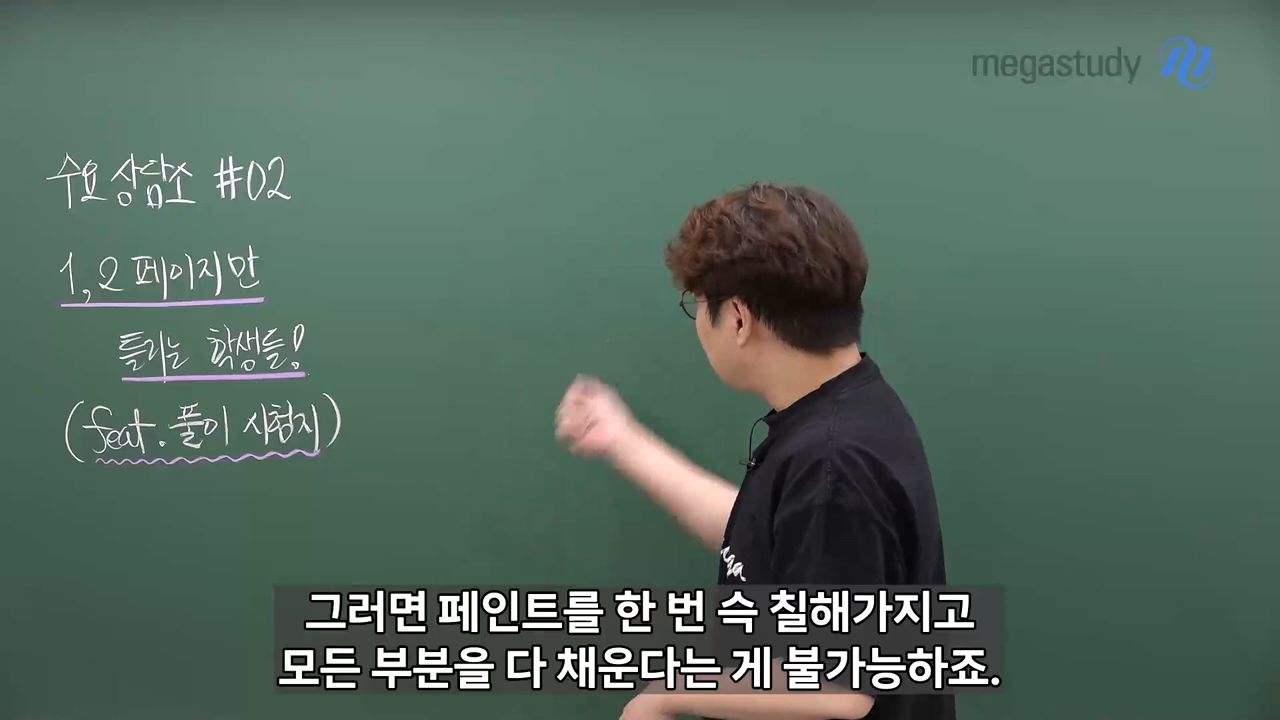 megastudy
수요 상담소 #02
1, 2 페이지만
틀리는 학생들!
(feat. 풀이 시험지)
그러면 페인트를 한 번 슥 칠해가지고
모든 부분을 다 채운다는 게 불가능하죠.